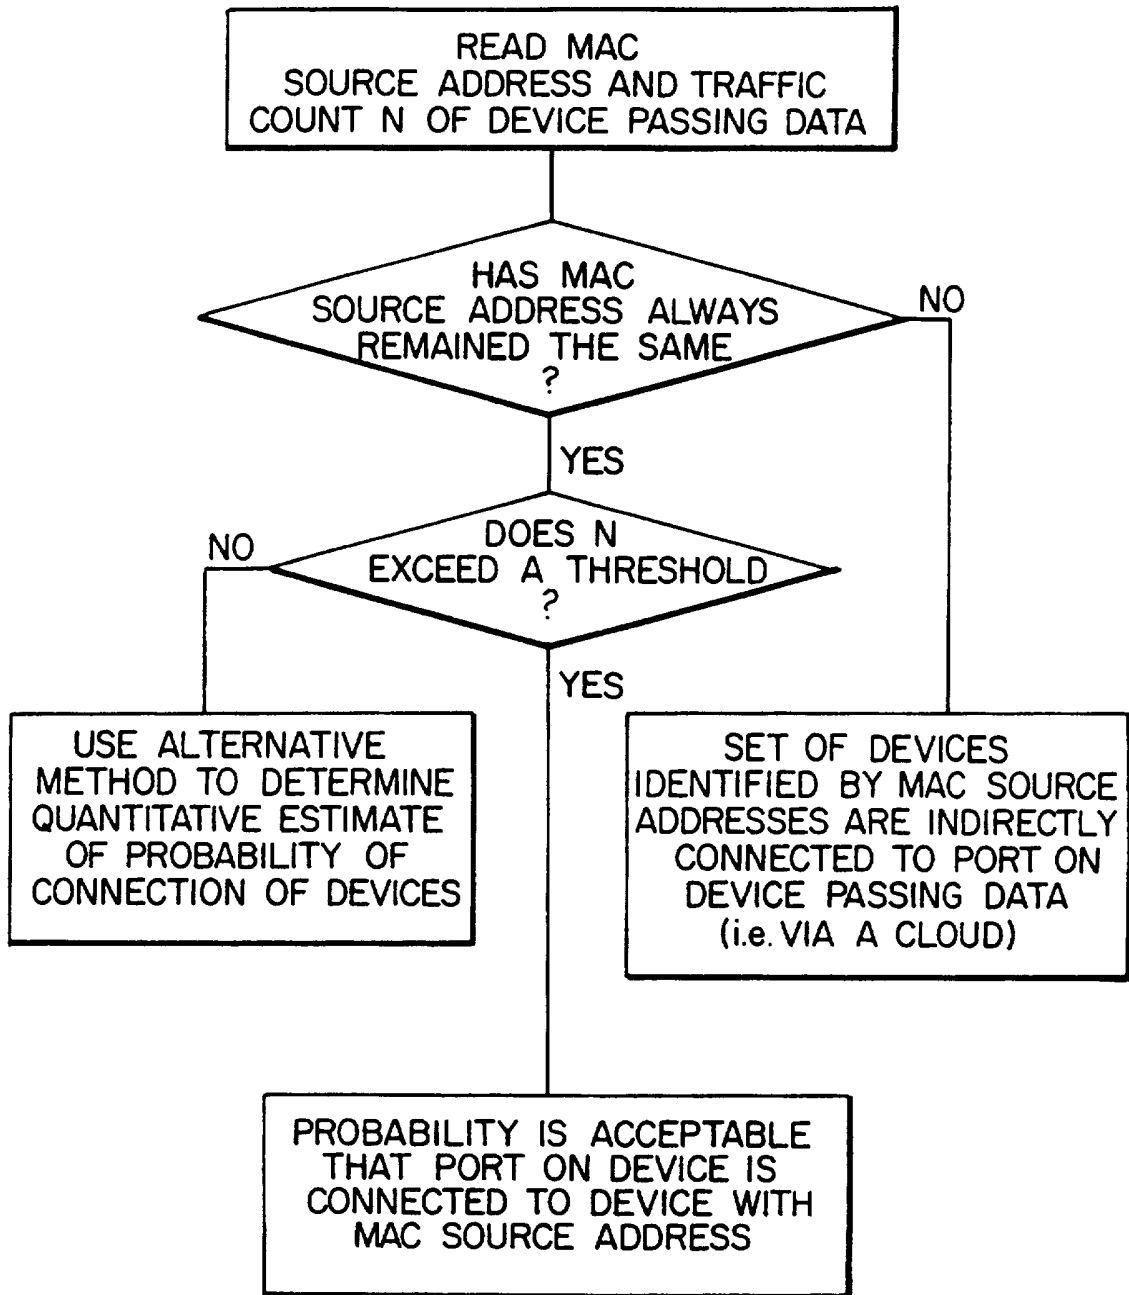 READ MAC
SOURCE ADDRESS AND TRAFFIC
COUNT N OF DEVICE PASSING DATA
HAS MAC
SOURCE ADDRESS ALWAYS
REMAINED THE SAME
?
NO
YES
DOES N
EXCEED A THRESHOLD
?
NO
YES
USE ALTERNATIVE
METHOD TO DETERMINE
QUANTITATIVE ESTIMATE
OF PROBABILITY OF
CONNECTION OF DEVICES
SET OF DEVICES
IDENTIFIED BY MAC SOURCE
ADDRESSES ARE INDIRECTLY
CONNECTED TO PORT ON
DEVICE PASSING DATA
(i.e. VIA A CLOUD)
PROBABILITY IS ACCEPTABLE
THAT PORT ON DEVICE IS
CONNECTED TO DEVICE WITH
MAC SOURCE ADDRESS